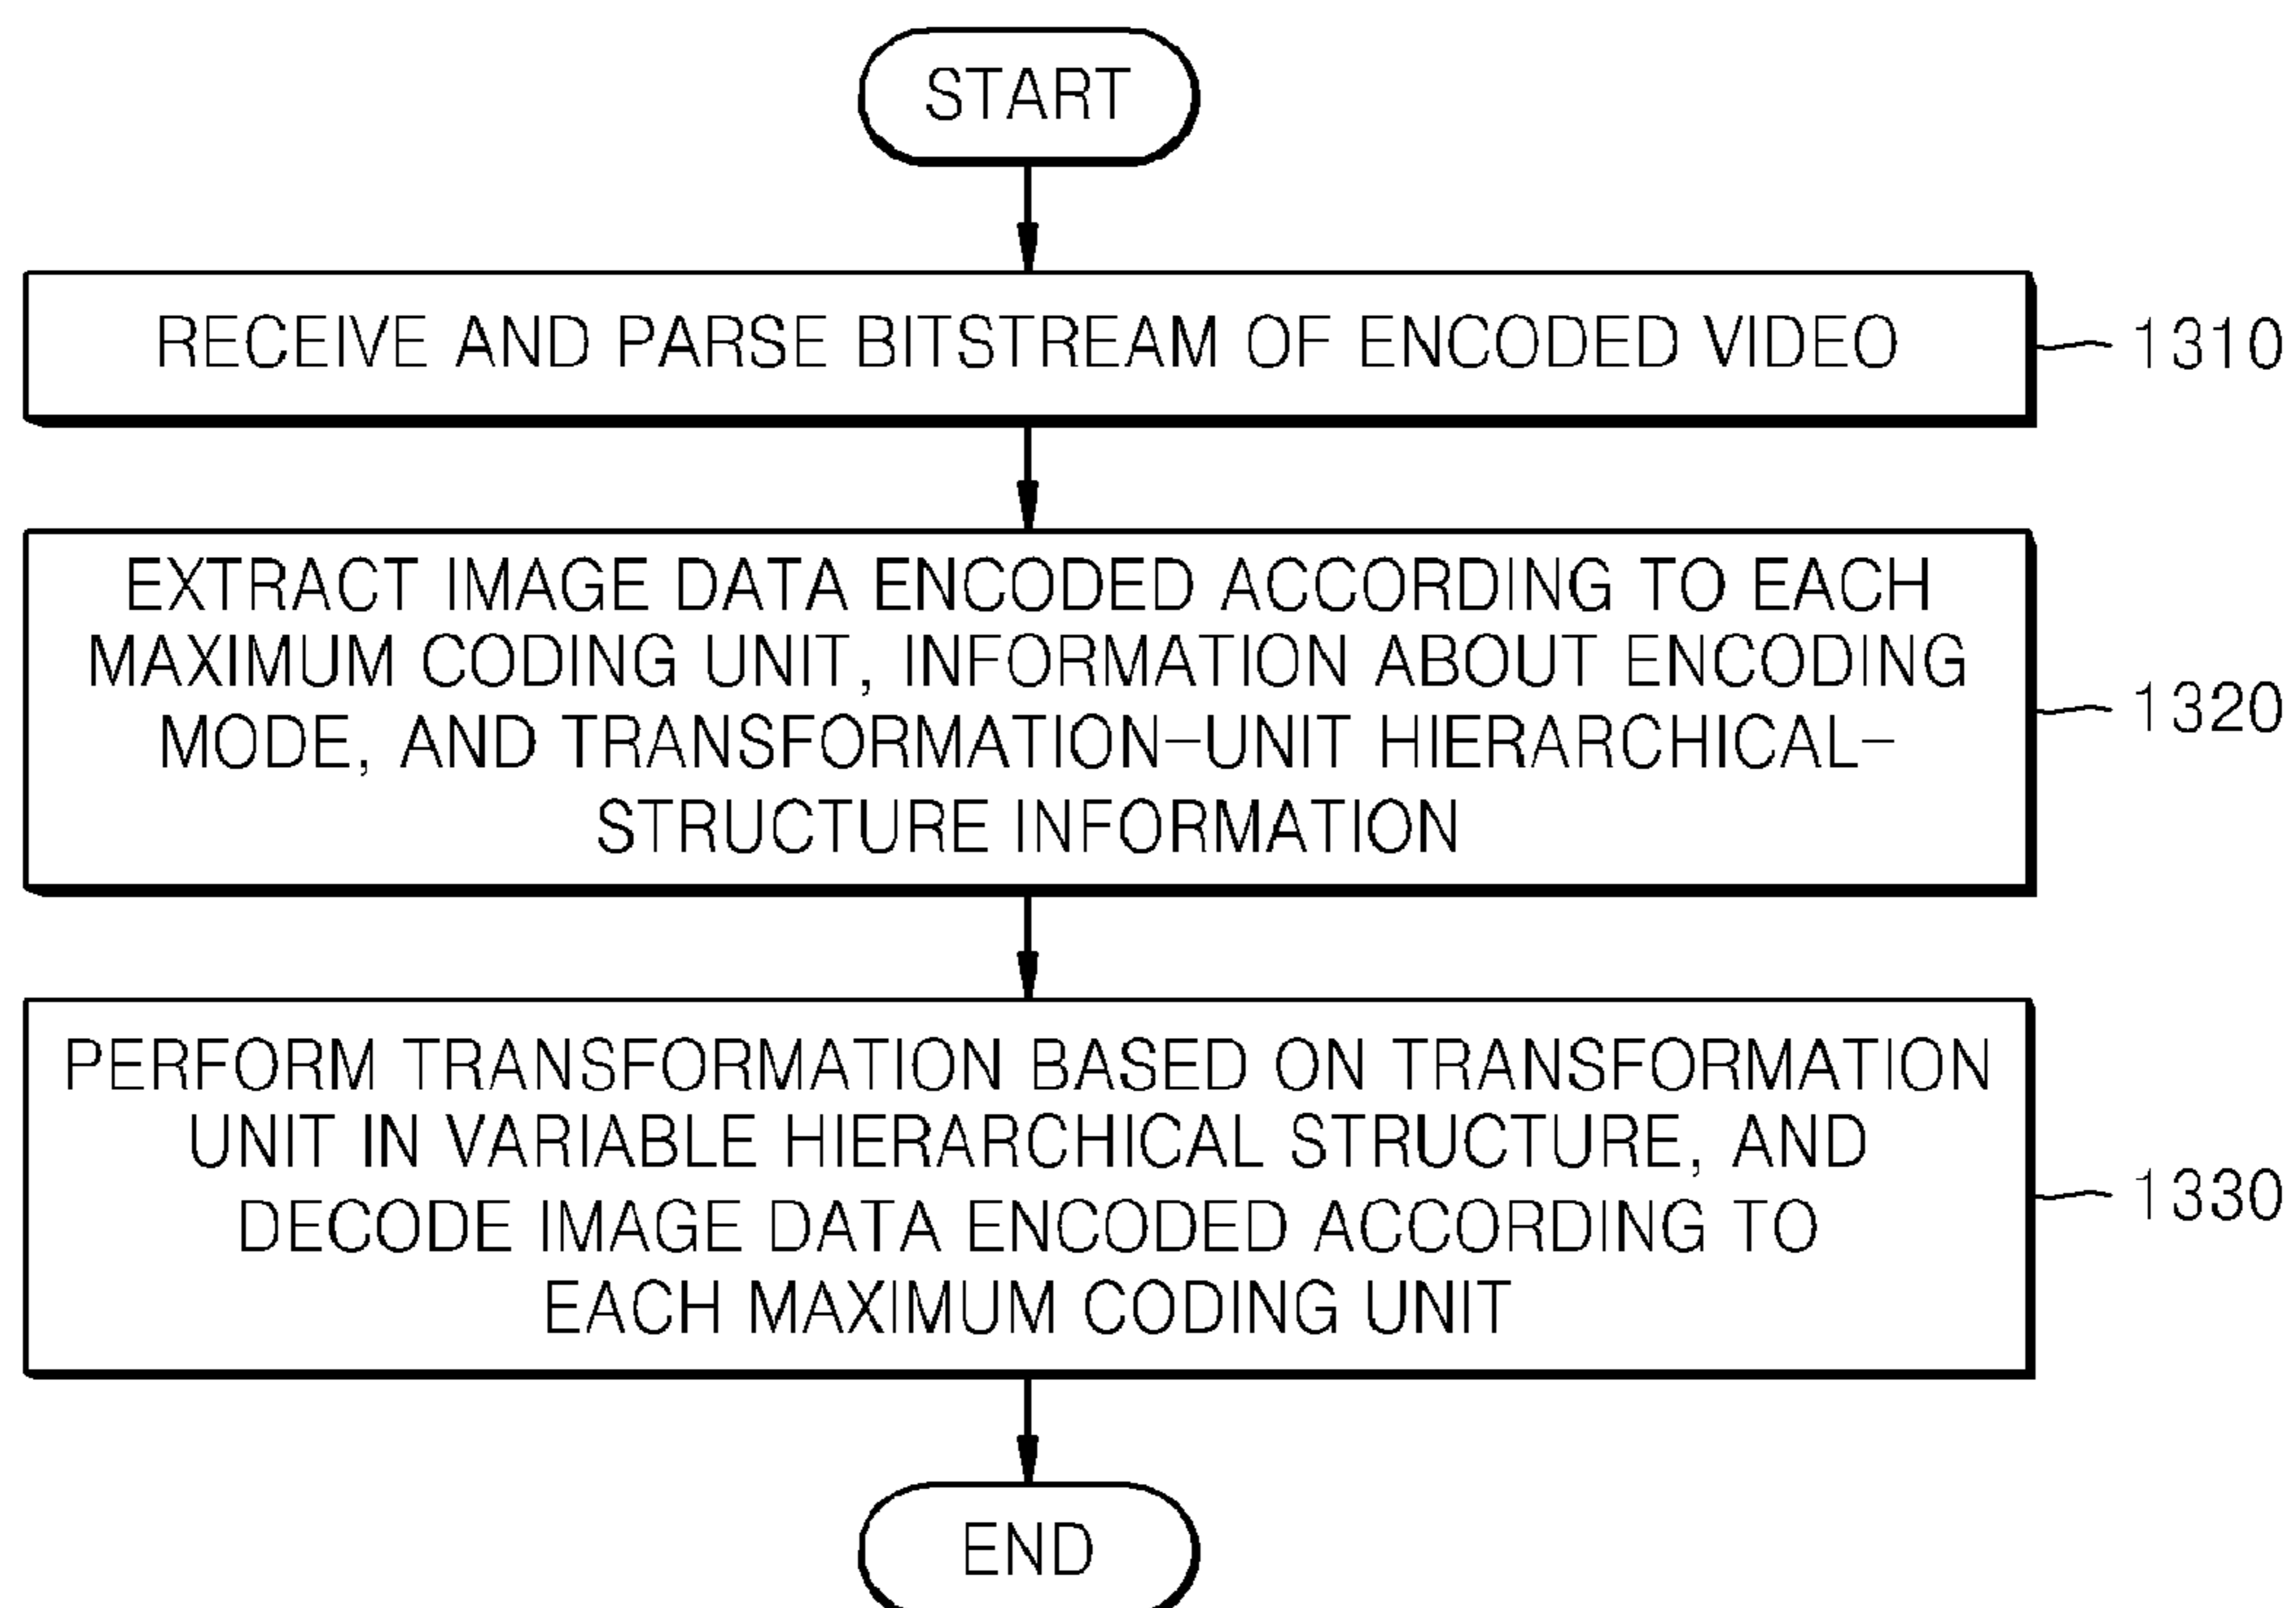 START
RECEIVE AND PARSE BITSTREAM OF ENCODED VIDEO
1310
EXTRACT IMAGE DATA ENCODED ACCORDING TO EACH
MAXIMUM CODING UNIT, INFORMATION ABOUT ENCODING
MODE, AND TRANSFORMATION-UNIT HIERARCHICAL-
STRUCTURE INFORMATION
1320
PERFORM TRANSFORMATION BASED ON TRANSFORMATION
UNIT IN VARIABLE HIERARCHICAL STRUCTURE, AND
DECODE IMAGE DATA ENCODED ACCORDING TO
EACH MAXIMUM CODING UNIT
1330
END